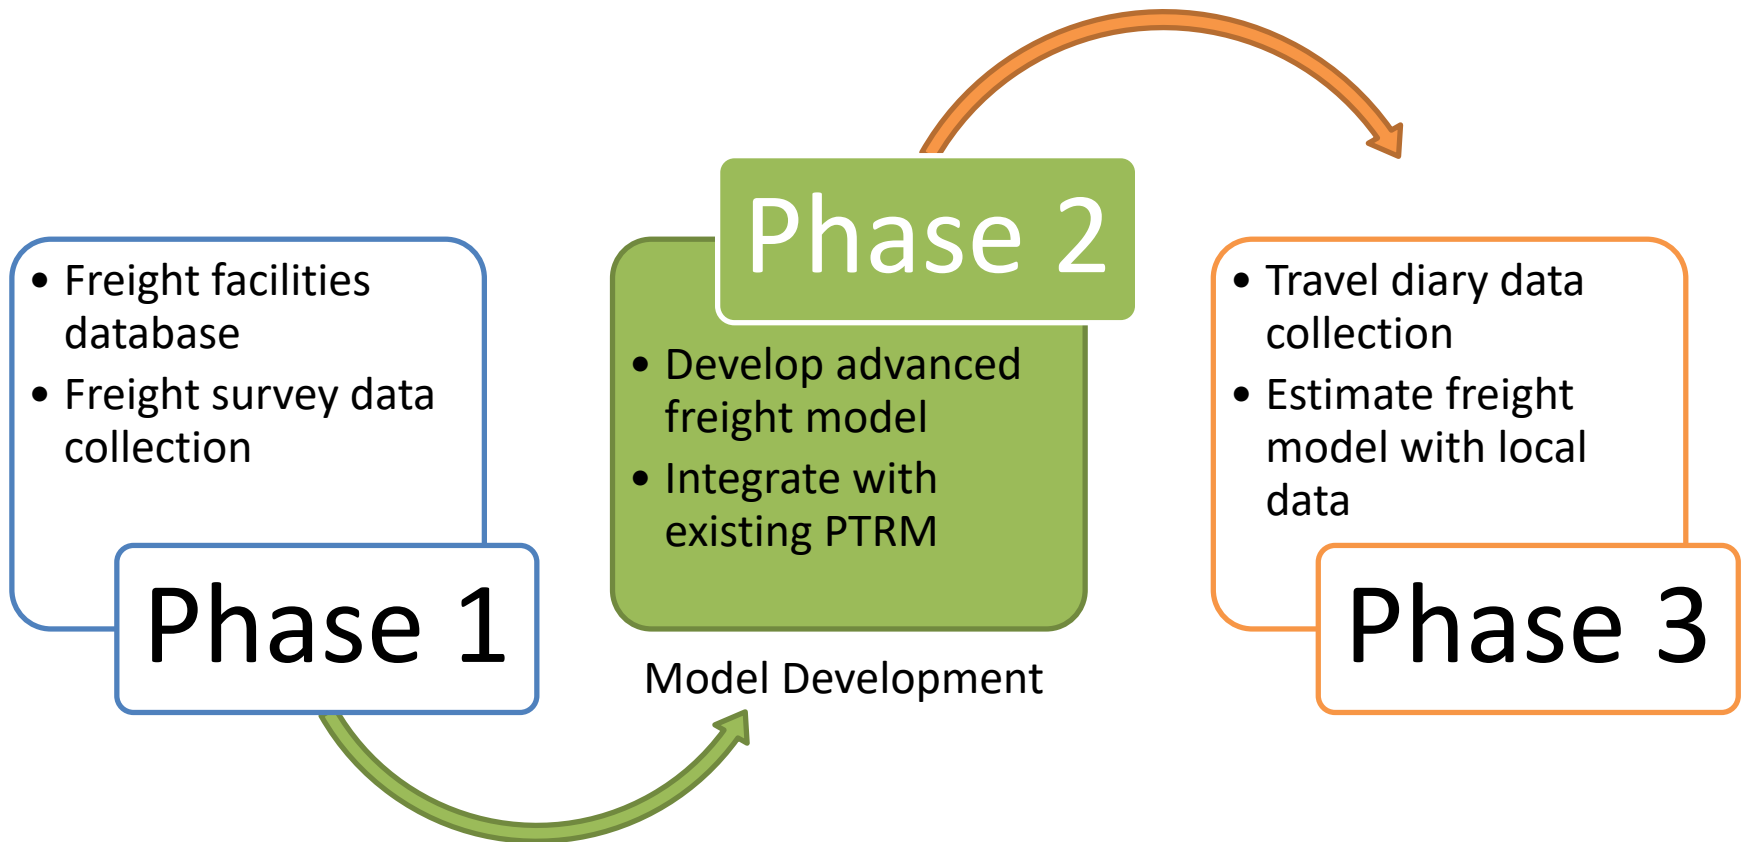 • Freight facilities
database
• Freight survey data
collection
Phase 1
Phase 2
• Develop advanced
freight model
• Integrate with
existing PTRM
Model Development
• Travel diary data
collection
• Estimate freight
model with local
data
Phase 3